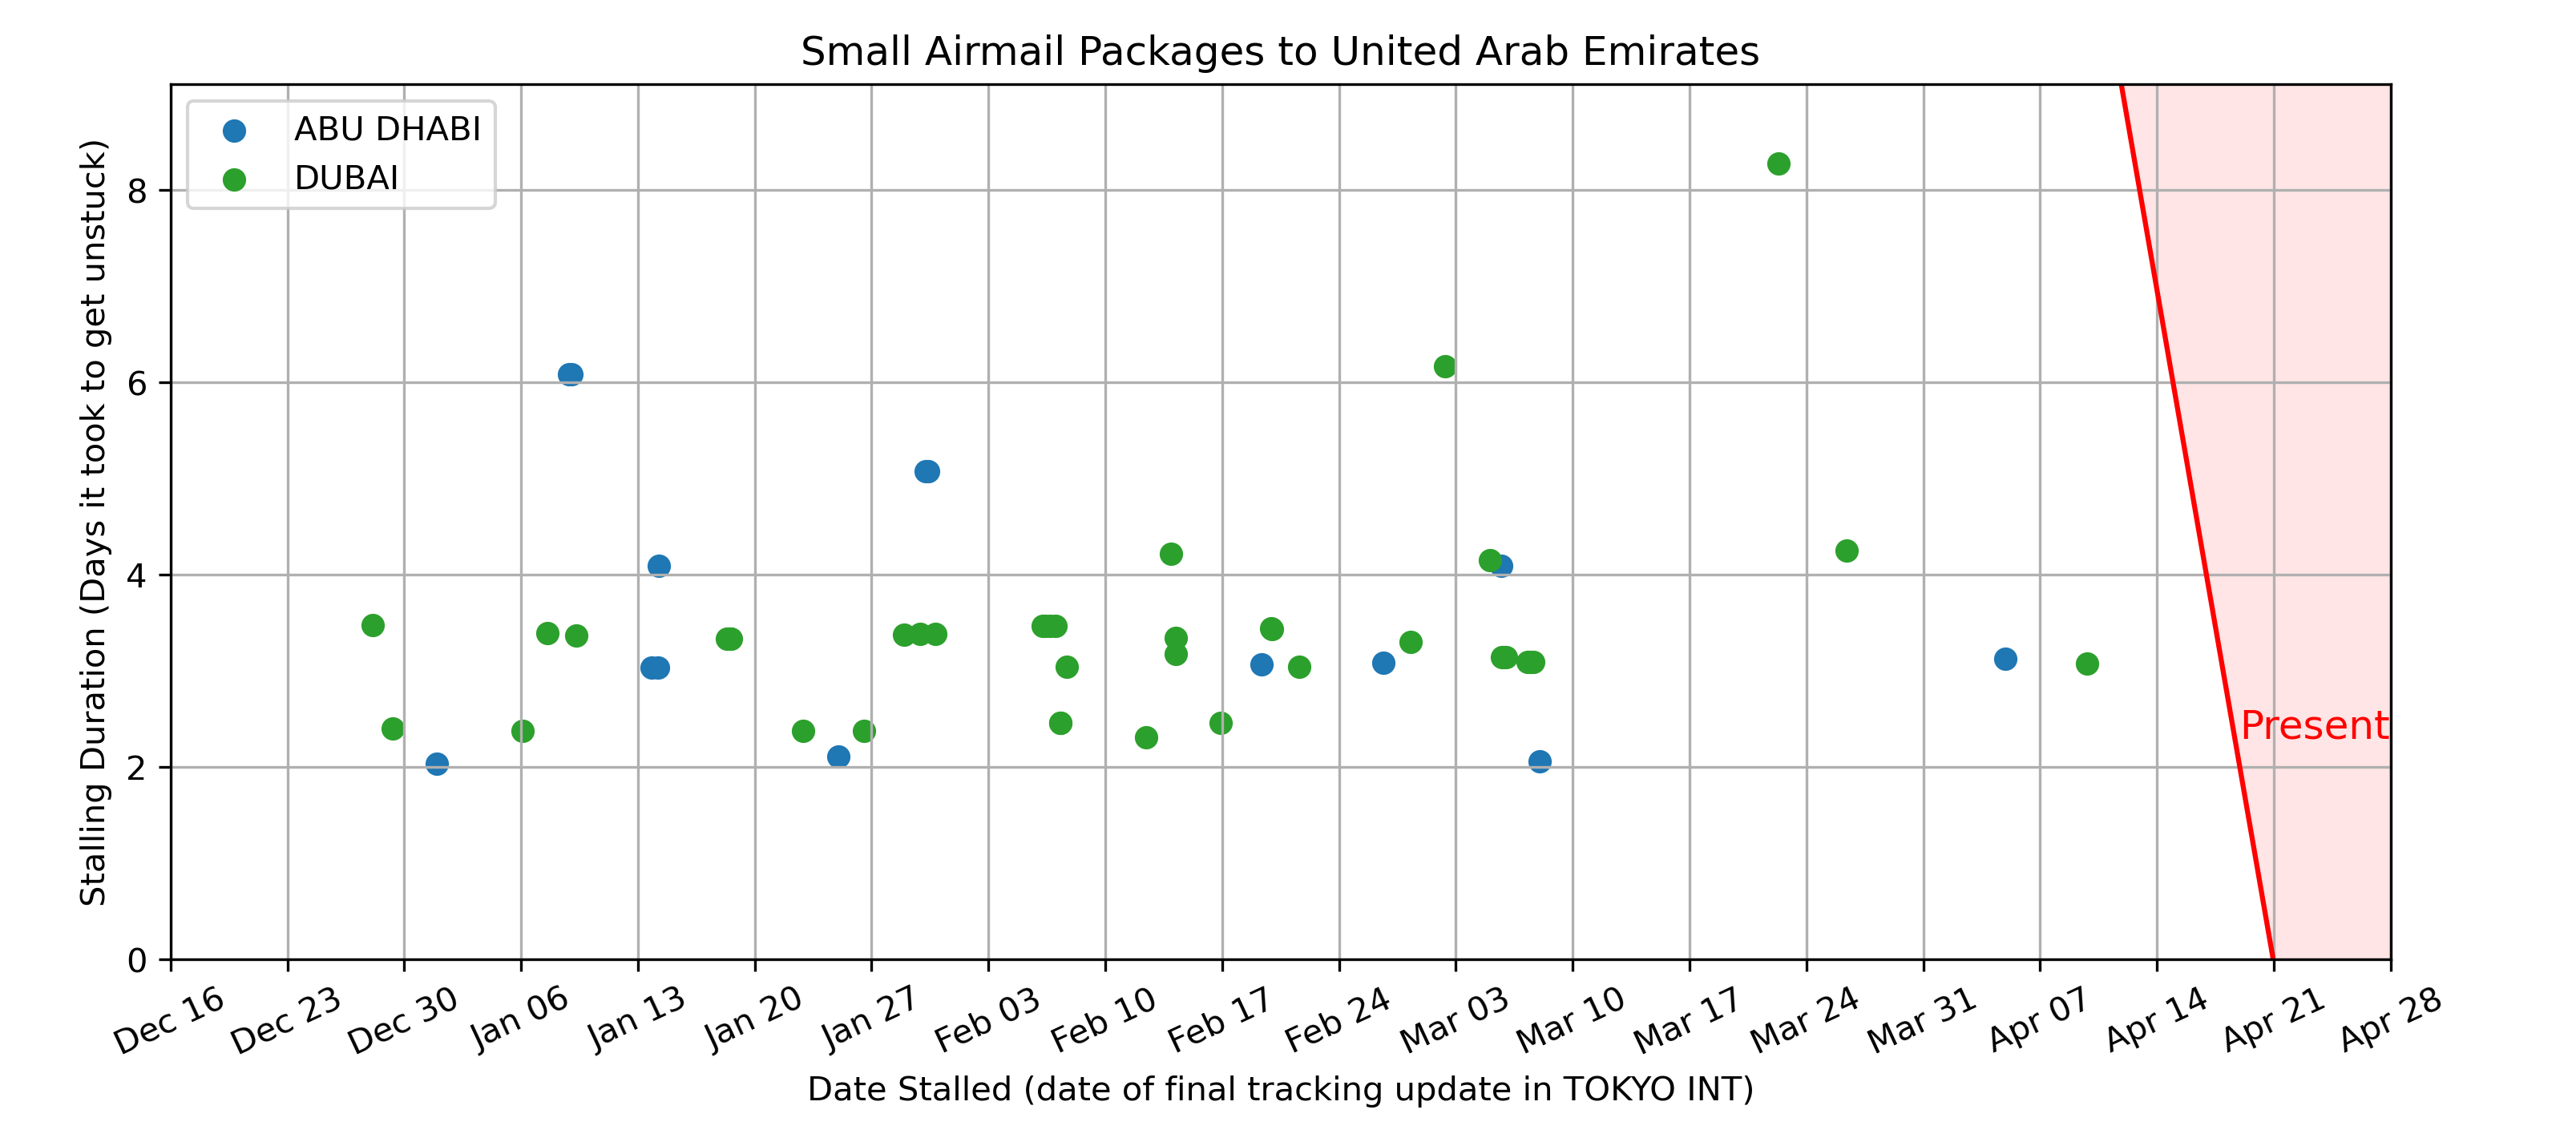 Small Airmail Packages to United Arab Emirates
ABU DHABI
DUBAI
Stalling Duration (Days it took to get unstuck)
8
6
4
2
0
Present
Dec 16
Dec 23
Dec 30
Jan 06
Jan 13
Jan 20
Jan 27
Feb 03
Feb 10
Feb 17
Feb 24
Mar 03
Mar 10
Mar 17
Mar 24
Mar 31
Apr 07
Apr 14
Apr 21
Apr 28
Date Stalled (date of final tracking update in TOKYO INT)